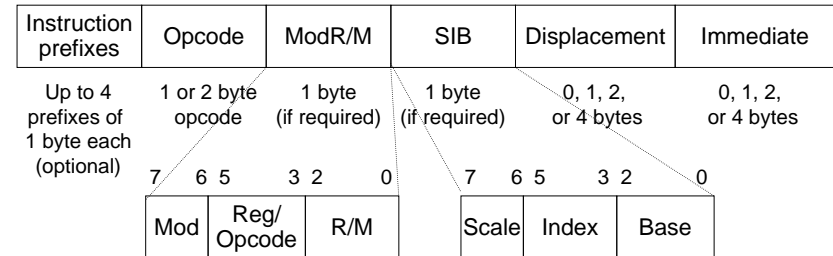 Instruction prefixes
Opcode
ModR/M
SIB
Displacement
Immediate
Up to 4
prefixes of
1 byte each
(optional)
1 or 2 byte
opcode
1 byte
(if required)
1 byte
(if required)
0, 1, 2,
or 4 bytes
0, 1, 2,
or 4 bytes
7 6 5 3 2 0
Mod
Reg/
Opcode
R/M
7 6 5 3 2 0
Scale
Index
Base